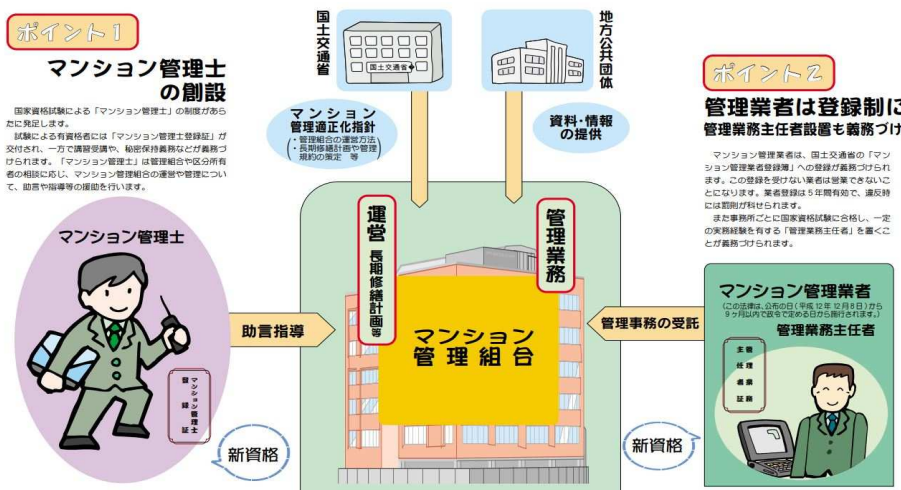 ポイント1
マンション管理士
の創設
国家資格試験による「マンション管理士」の制度があら
たに発足します。
試験による有資格者には「マンション管理士登録証」が
交付され、一方で講習受講や、秘密保持義務などが義務づ
けられます。「マンション管理士」は管理組合や区分所有
者の相談に応じ、マンション管理組合の運営や管理につい
て、助言や指導等の援助を行います。
マンション管理士
マンション管理士
登録証
助言指導
新資格
国土交通省
国土交通省
マンション
管理適正化指針
・管理組合の運営方法
・長期修繕計画や管理
規約の策定 等
地方公共団体
資料・情報
の提供
運営 長期修繕計画等
管理業務
マンション
管理組合
ポイント2
管理業者は登録制に
管理業務主任者設置も義務づけ
マンション管理業者は、国土交通省の「マン
ション管理業者登録簿」への登録が義務づけられ
ます。この登録を受けない業者は営業できないこ
とになります。業者登録は5年間有効で、違反時
には罰則が科せられます。
また事務所ごとに国家資格試験に合格し、一定
の実務経験を有する「管理業務主任者」を置くこ
とが義務づけられます。
マンション管理業者
(この法律は、公布の日(平成12年12月8日)から
9ヶ月以内で政令で定める日から施行されます。)
管理業務主任者
管理業務
主任者証
管理事務の受託
新資格